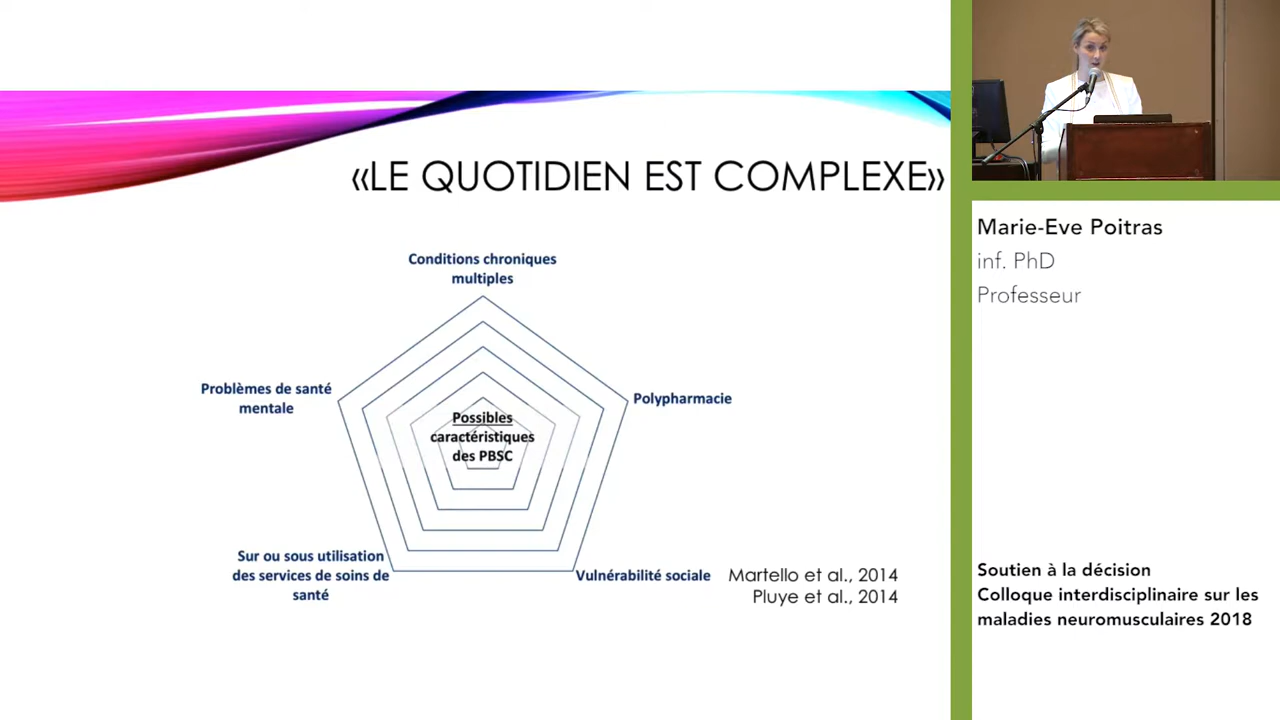 «LE QUOTIDIEN EST COMPLEXE»
Conditions chroniques
multiples
Problèmes de santé
mentale
Polypharmacie
Possibles
caractéristiques
des PBSC
Sur ou sous utilisation
des services de soins de
santé
Vulnérabilité sociale
Martello et al., 2014
Pluye et al., 2014
Marie-Eve Poitras
inf. PhD
Professeur
Soutien à la décision
Colloque interdisciplinaire sur les
maladies neuromusculaires 2018